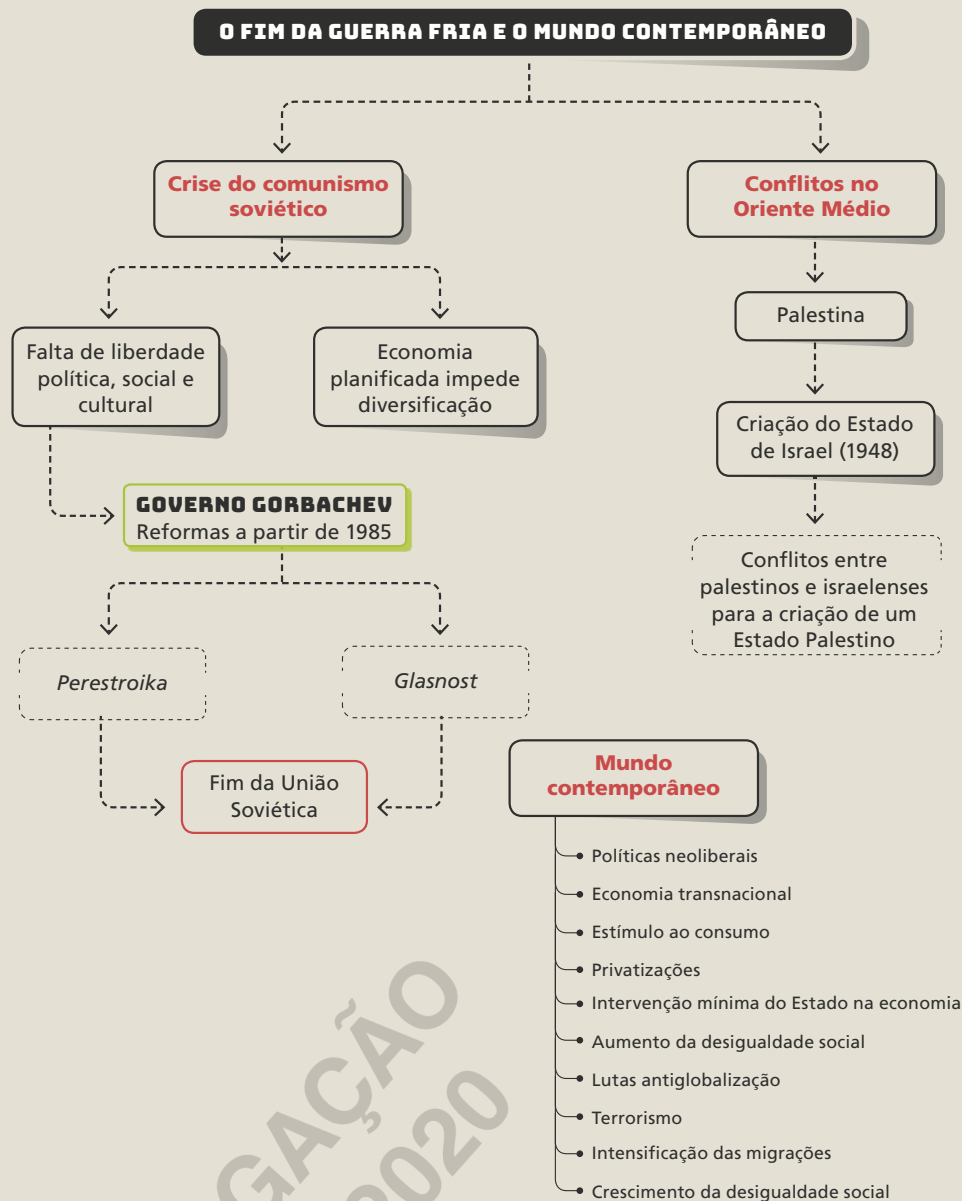 O FIM DA GUERRA FRIA E O MUNDO CONTEMPORÂNEO
Crise do comunismo
soviético
Falta de liberdade
política, social e
cultural
Economia
planificada impede
diversificação
GOVERNO GORBACHEV
Reformas a partir de 1985
Perestroika
Glasnost
Fim da União
Soviética
Conflitos no
Oriente Médio
Palestina
Criação do Estado
de Israel (1948)
Conflitos entre
palestinos e israelenses
para a criação de um
Estado Palestino
Mundo
contemporâneo
Políticas neoliberais
Economia transnacional
Estímulo ao consumo
Privatizações
Intervenção mínima do Estado na economia
Aumento da desigualdade social
Lutas antiglobalização
Terrorismo
Intensificação das migrações
Crescimento da desigualdade social
GAÇÃO
2020